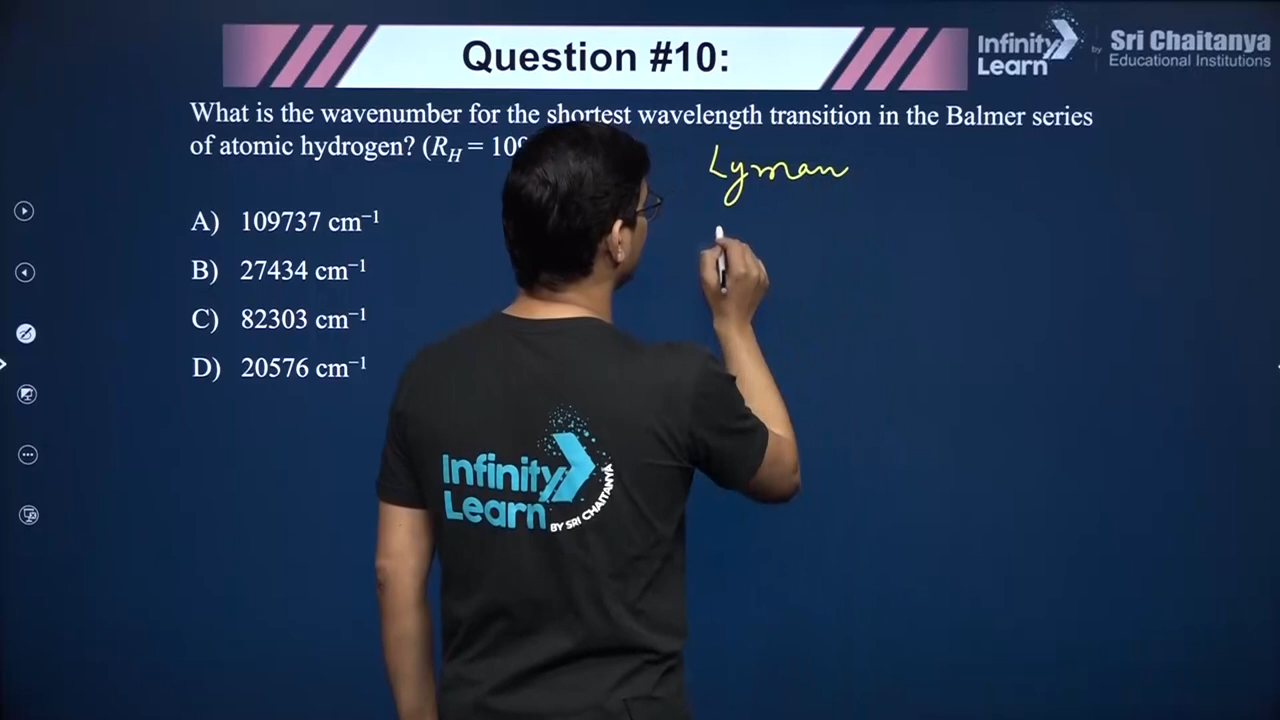 Question #10:
Infinity Learn by Sri Chaitanya Educational Institutions
What is the wavenumber for the shortest wavelength transition in the Balmer series
of atomic hydrogen? (R_H = 10
Lyman
A) 109737 cm⁻¹
B) 27434 cm⁻¹
C) 82303 cm⁻¹
D) 20576 cm⁻¹
Infinity
Learn
BY SRI CHAITANYA